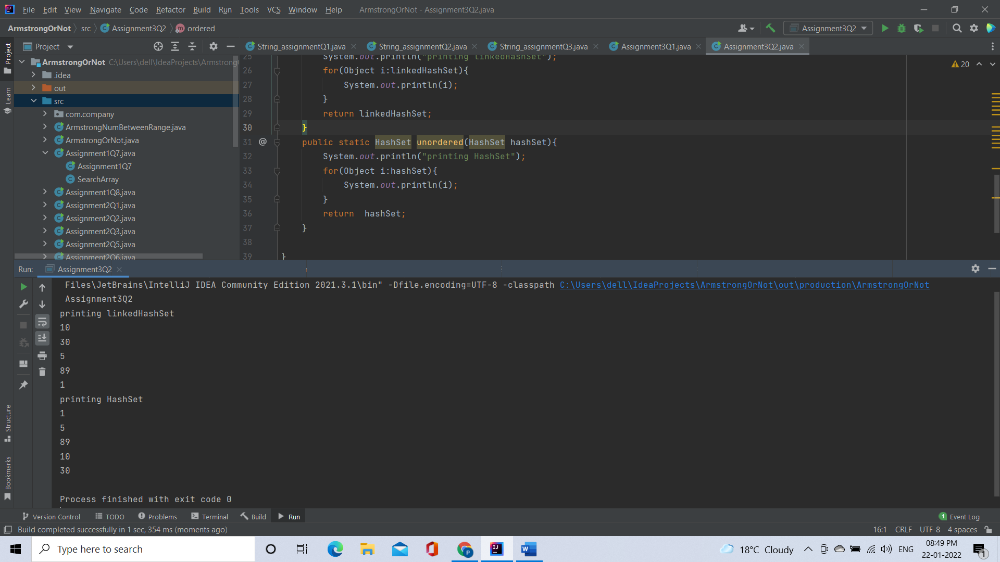 File Edit View Navigate Code Refactor Build Run Tools VCS Window Help ArmstrongOrNot - Assignment3Q2.java
ArmstrongOrNot src Assignment3Q2 ordered
Assignment3Q2
Project
String_assignmentQ1.java String_assignmentQ2.java String_assignmentQ3.java Assignment3Q1.java Assignment3Q2.java
Project
Learn
Structure
Bookmarks
ArmstrongOrNot C:\Users\dell\IdeaProjects\Armstrong
.idea
out
src
com.company
ArmstrongNumBetweenRange.java
ArmstrongOrNot.java
Assignment1Q7.java
Assignment1Q7
SearchArray
Assignment1Q8.java
Assignment2Q1.java
Assignment2Q2.java
Assignment2Q3.java
Assignment2Q5.java
Assignment2Q6.java
20
25 System.out.println("printing linkedHashSet");
26 for(Object i:linkedHashSet){
27 System.out.println(i);
28 }
29 return linkedHashSet;
30 }
31 @ public static HashSet unordered(HashSet hashSet){
32 System.out.println("printing HashSet");
33 for(Object i:hashSet){
34 System.out.println(i);
35 }
36 return  hashSet;
37 }
38
39 }
Run: Assignment3Q2
Files\JetBrains\IntelliJ IDEA Community Edition 2021.3.1\bin" -Dfile.encoding=UTF-8 -classpath C:\Users\dell\IdeaProjects\ArmstrongOrNot\out\production\ArmstrongOrNot
Assignment3Q2
printing linkedHashSet
10
30
5
89
1
printing HashSet
1
5
89
10
30
Process finished with exit code 0
Version Control TODO Problems Terminal Build Run 1 Event Log
Build completed successfully in 1 sec, 354 ms (moments ago) 16:1 CRLF UTF-8 4 spaces
Type here to search
18°C Cloudy ENG 08:49 PM
22-01-2022
1